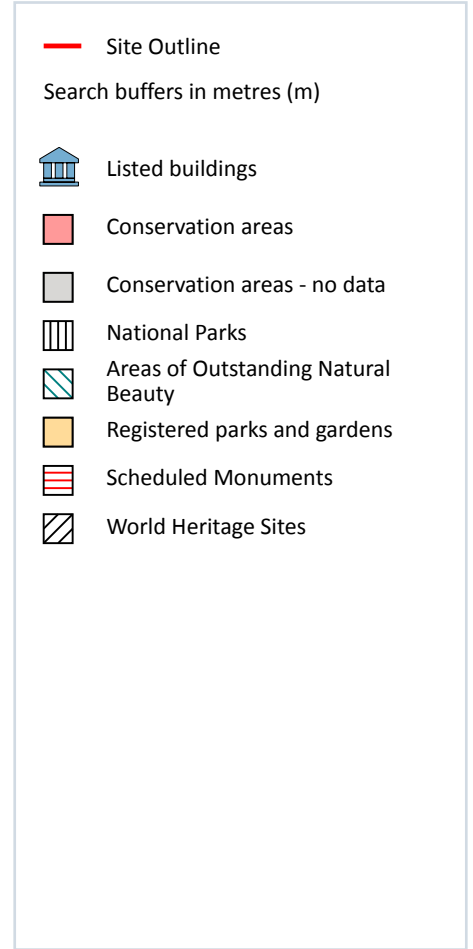 Site Outline
Search buffers in metres (m)
Listed buildings
Conservation areas
Conservation areas - no data
National Parks
Areas of Outstanding Natural
Beauty
Registered parks and gardens
Scheduled Monuments
World Heritage Sites